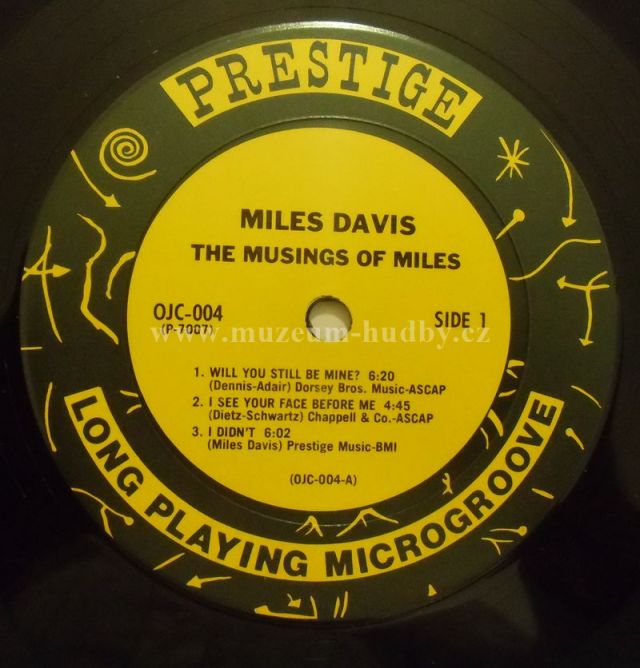 PRESTIGE
MILES DAVIS
THE MUSINGS OF MILES
OJC-004
(P-7007)
SIDE 1
www.muzeum-hudby.cz
1. WILL YOU STILL BE MINE? 6:20
(Dennis-Adair) Dorsey Bros. Music-ASCAP
2. I SEE YOUR FACE BEFORE ME 4:45
(Dietz-Schwartz) Chappell & Co.-ASCAP
3. I DIDN'T 6:02
(Miles Davis) Prestige Music-BMI
(OJC-004-A)
LONG PLAYING MICROGROOVE